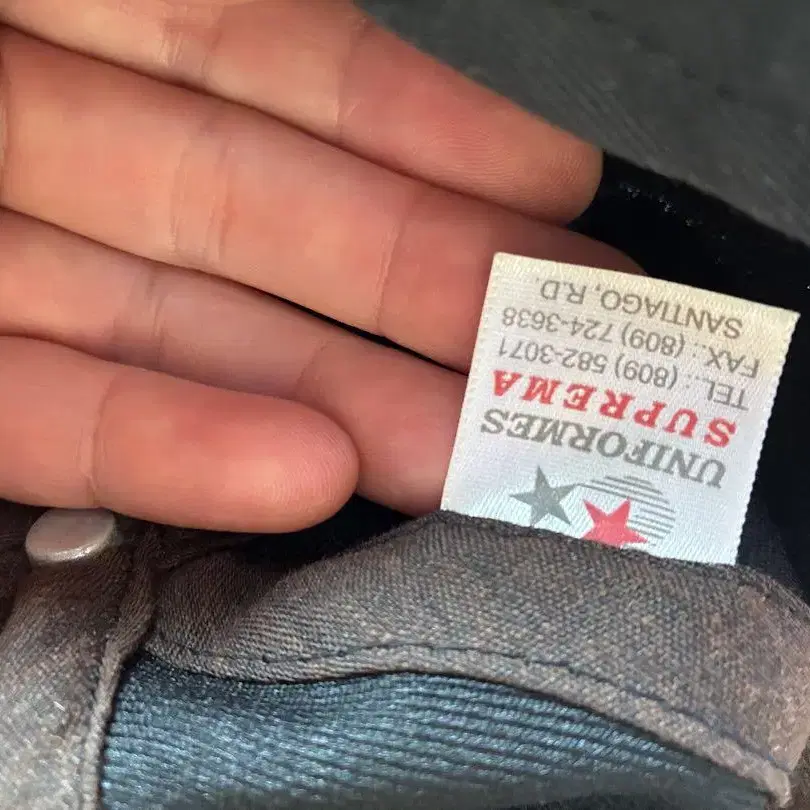 UNIFORMES
SUPREMA
TEL.: (809) 582-3071
FAX.: (809) 724-3638
SANTIAGO, R.D.